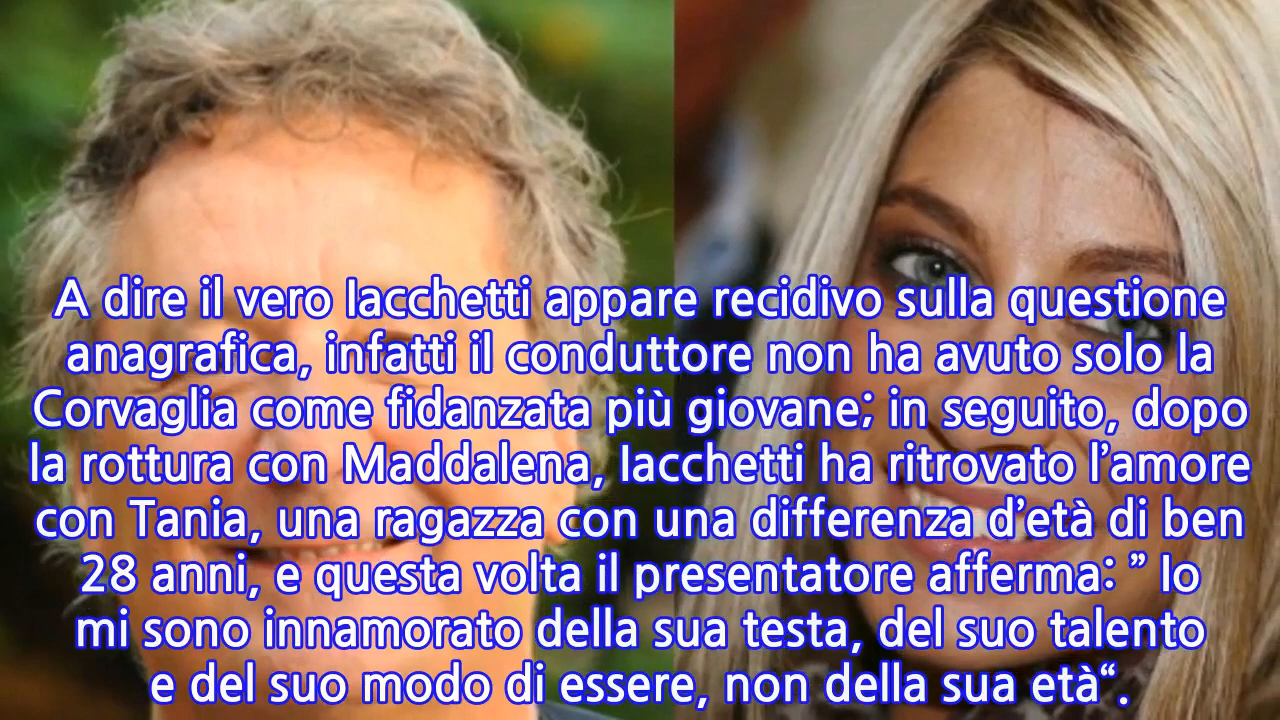 A dire il vero Iacchetti appare recidivo sulla questione
anagrafica, infatti il conduttore non ha avuto solo la
Corvaglia come fidanzata più giovane; in seguito, dopo
la rottura con Maddalena, Iacchetti ha ritrovato l’amore
con Tania, una ragazza con una differenza d’età di ben
28 anni, e questa volta il presentatore afferma: ” Io
mi sono innamorato della sua testa, del suo talento
e del suo modo di essere, non della sua età“.